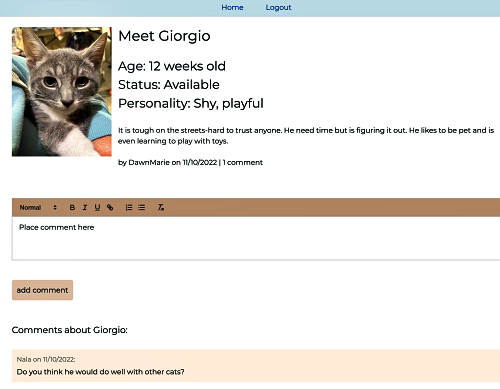 Home Logout
Meet Giorgio
Age: 12 weeks old
Status: Available
Personality: Shy, playful
It is tough on the streets-hard to trust anyone. He need time but is figuring it out. He likes to be pet and is
even learning to play with toys.
by DawnMarie on 11/10/2022 | 1 comment
Normal B I U
Place comment here
add comment
Comments about Giorgio:
Nala on 11/10/2022:
Do you think he would do well with other cats?